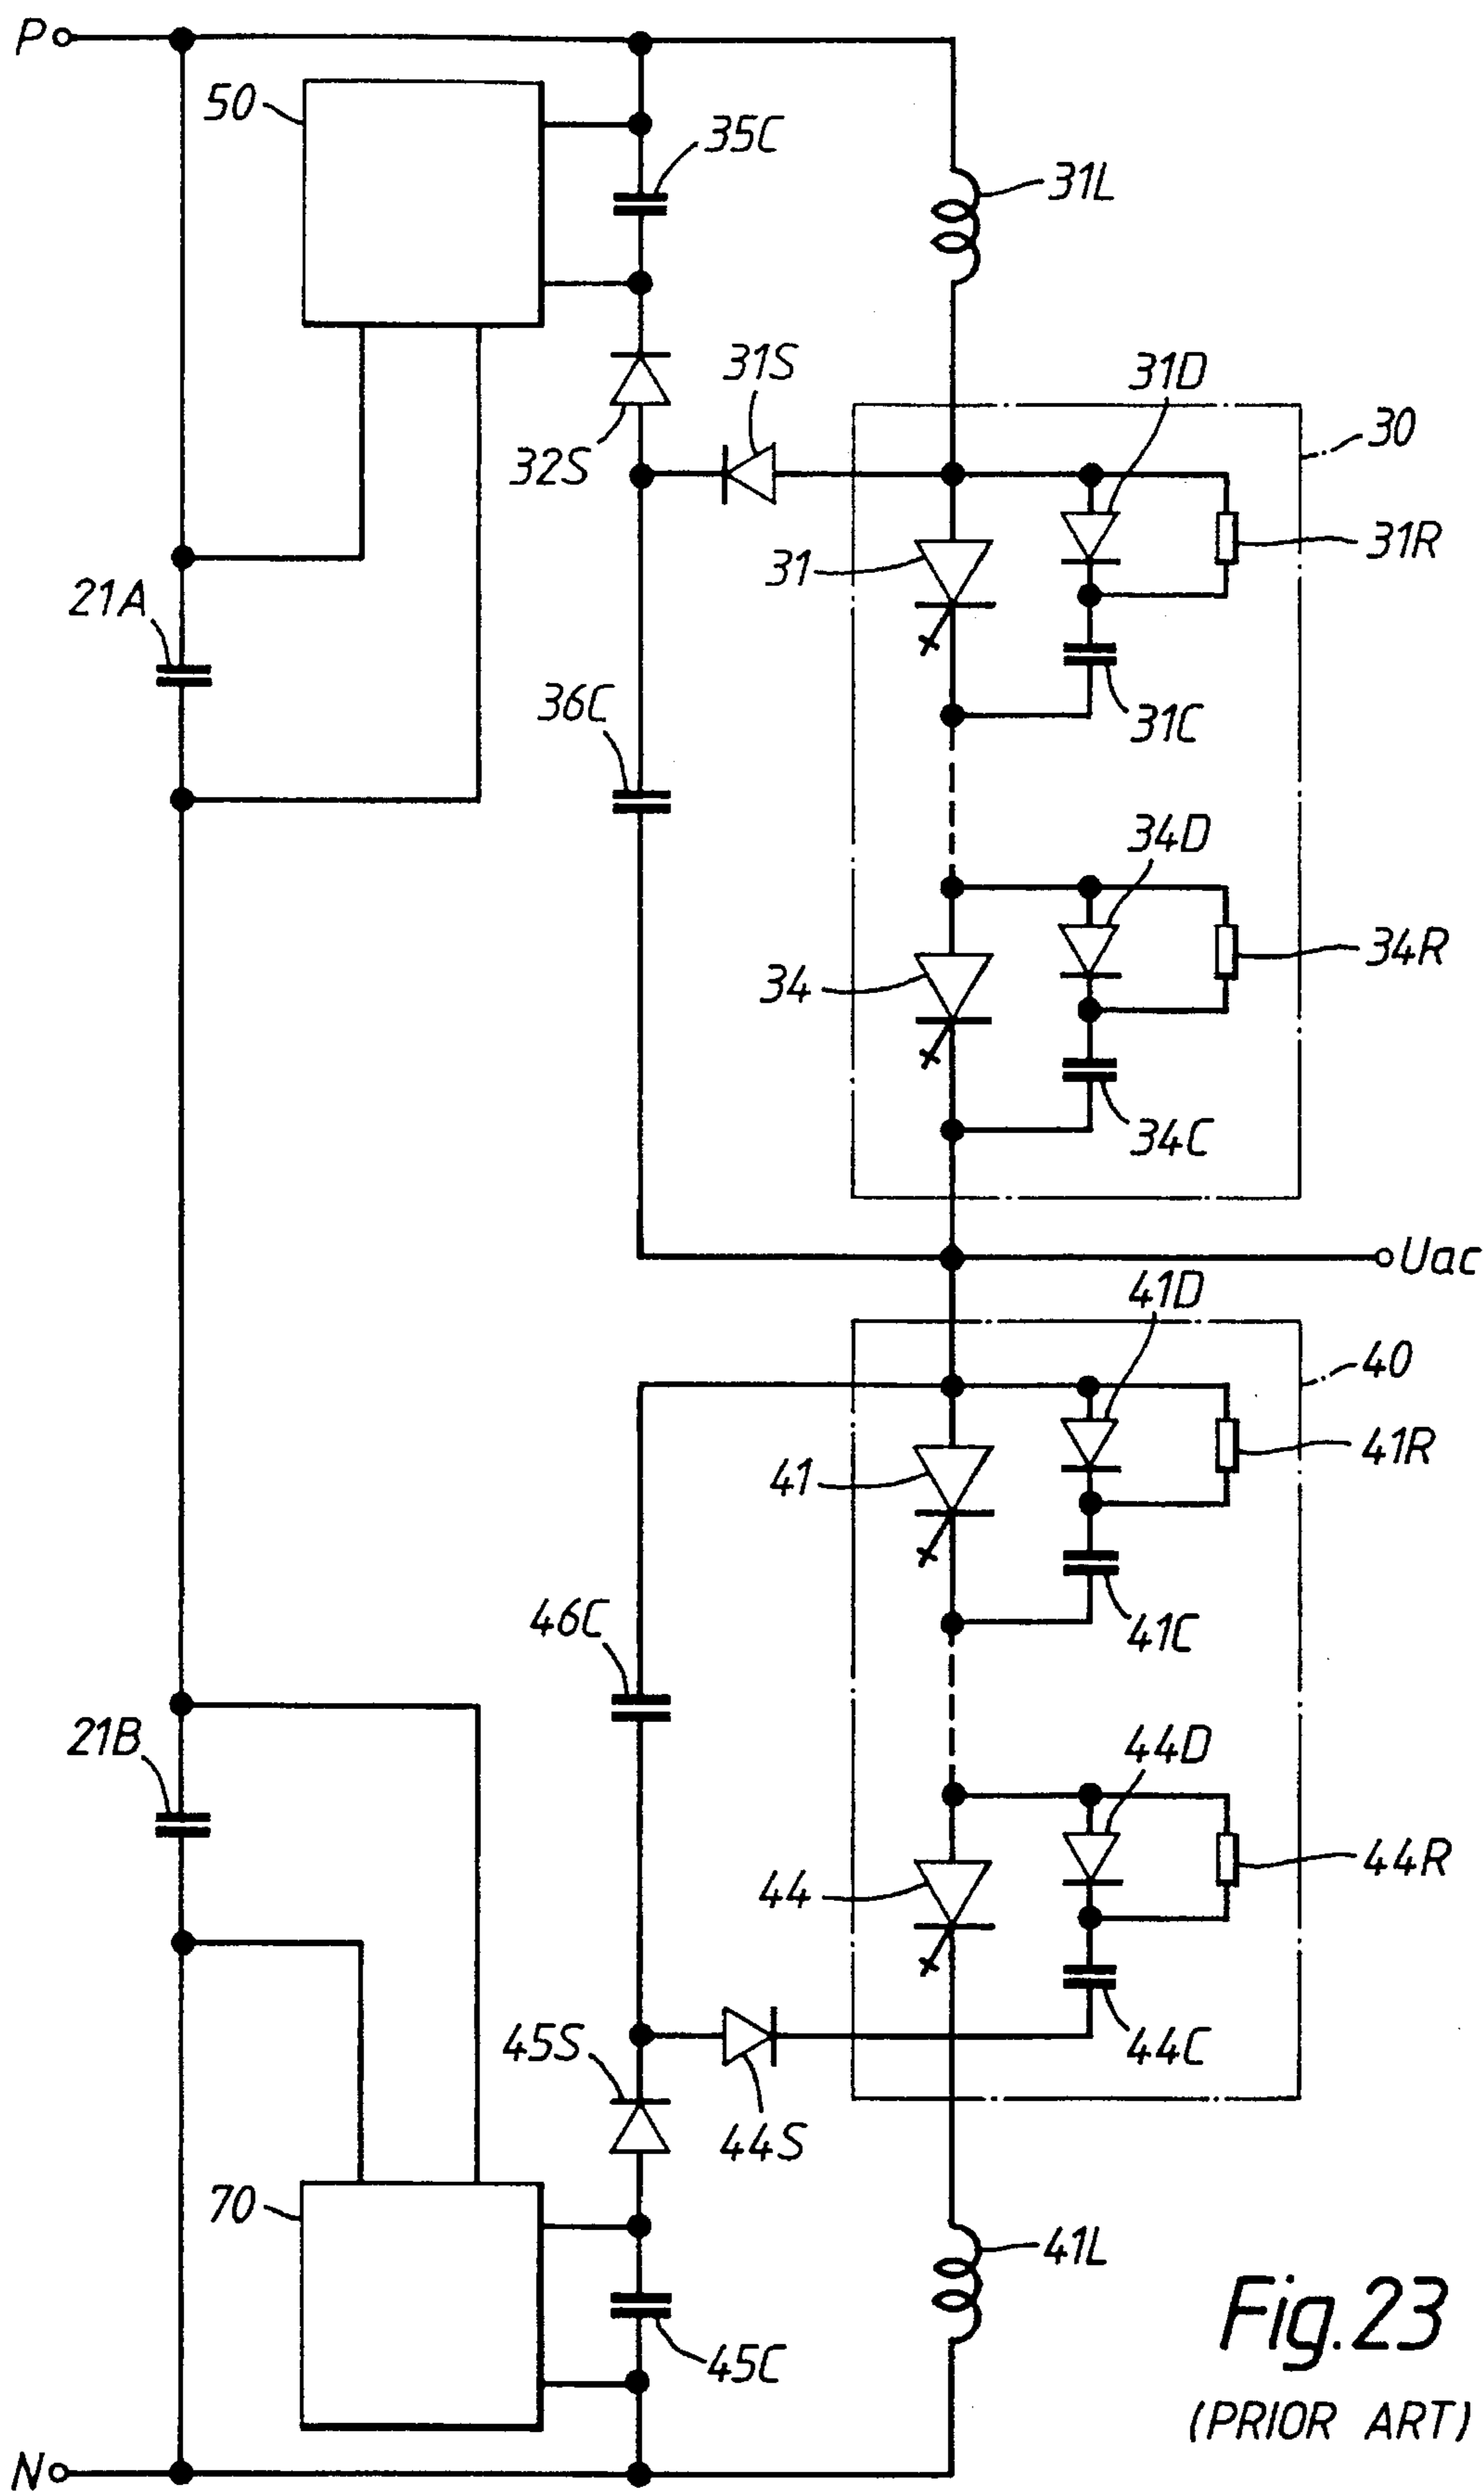 P
50
35C
31L
31S
31D
30
32S
31
31R
21A
36C
31C
34D
34
34R
34C
Uac
41D
40
41
41R
46C
41C
21B
44D
44
44R
45S
44C
44S
70
41L
45C
Fig.23
(PRIOR ART)
N